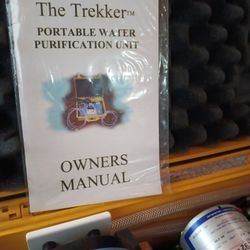 The Trekker™
PORTABLE WATER
PURIFICATION UNIT
OWNERS
MANUAL